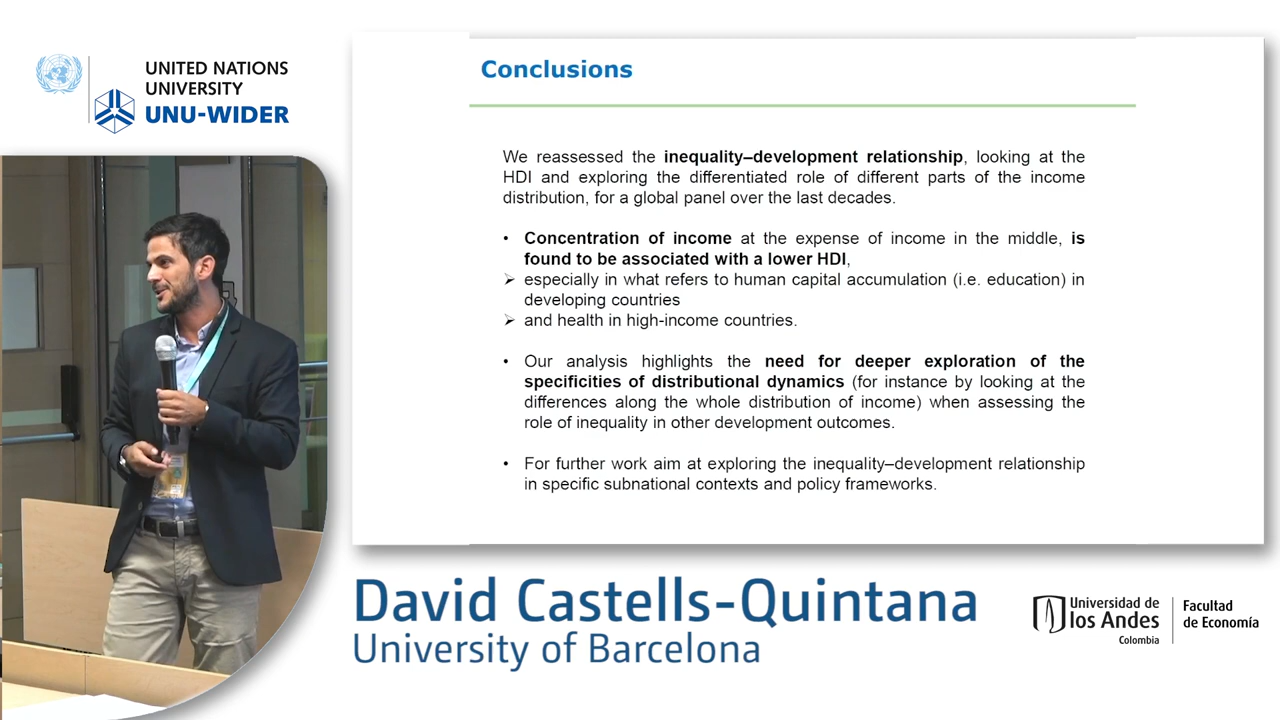 UNITED NATIONS
UNIVERSITY
UNU-WIDER
Conclusions
We reassessed the inequality–development relationship, looking at the
HDI and exploring the differentiated role of different parts of the income
distribution, for a global panel over the last decades.
• Concentration of income at the expense of income in the middle, is
found to be associated with a lower HDI,
➢ especially in what refers to human capital accumulation (i.e. education) in
developing countries
➢ and health in high-income countries.
• Our analysis highlights the need for deeper exploration of the
specificities of distributional dynamics (for instance by looking at the
differences along the whole distribution of income) when assessing the
role of inequality in other development outcomes.
• For further work aim at exploring the inequality–development relationship
in specific subnational contexts and policy frameworks.
David Castells-Quintana
University of Barcelona
Universidad de
los Andes
Colombia
Facultad
de Economía